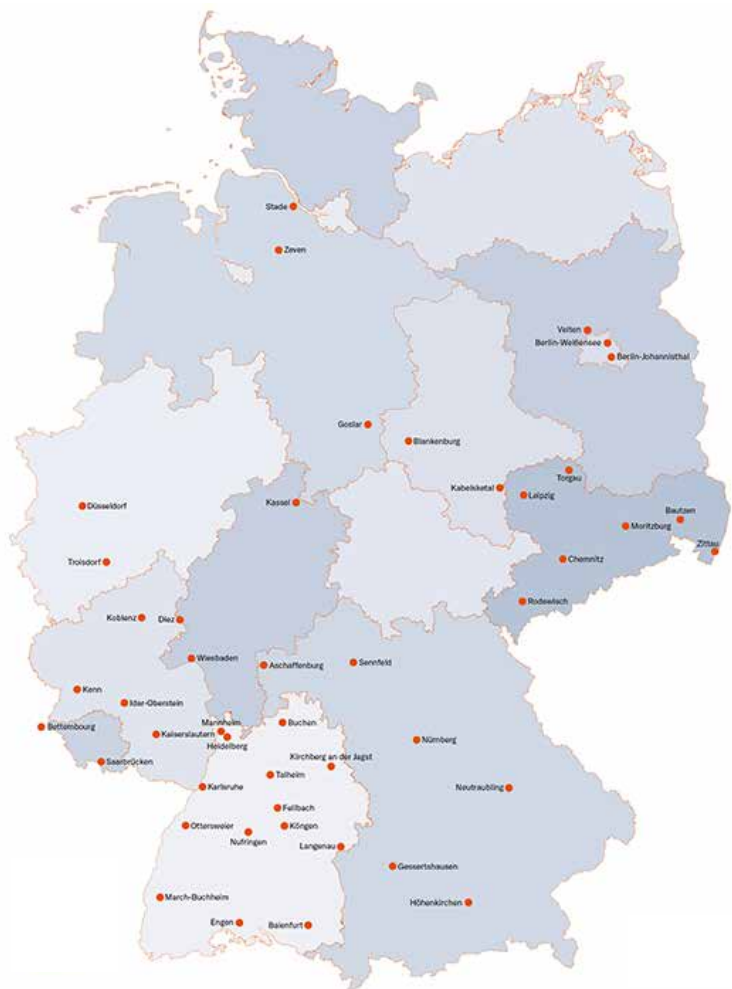 Stade
Zeven
Velten
Berlin-Weißensee
Berlin-Johannisthal
Goslar
Blankenburg
Torgau
Kabelsketal
Leipzig
Kassel
Düsseldorf
Bautzen
Moritzburg
Zittau
Chemnitz
Troisdorf
Rodewisch
Koblenz
Diez
Wiesbaden
Aschaffenburg
Sennfeld
Kenn
Idar-Oberstein
Bettembourg
Mannheim
Buchen
Kaiserslautern
Heidelberg
Nürnberg
Saarbrücken
Kirchberg an der Jagst
Talheim
Karlsruhe
Neutraubling
Fellbach
Ottersweier
Köngen
Nufringen
Langenau
Gessertshausen
March-Buchheim
Höhenkirchen
Engen
Baienfurt